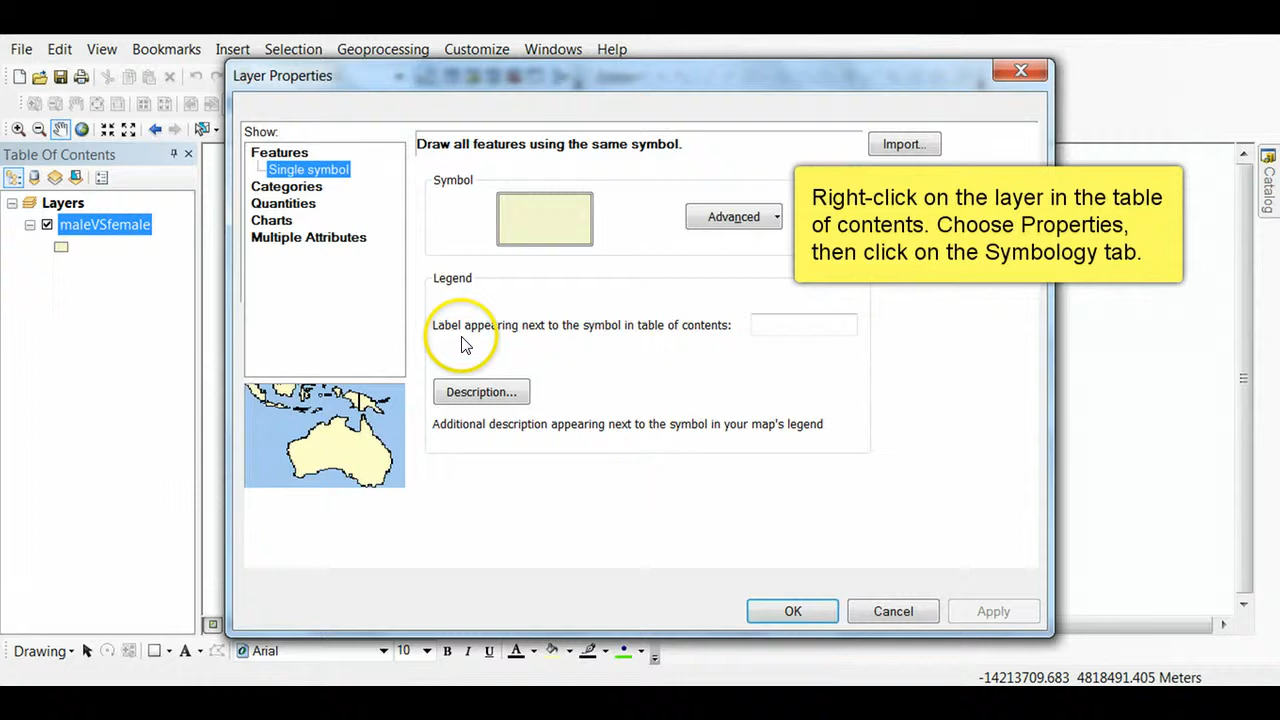 File Edit View Bookmarks Insert Selection Geoprocessing Customize Windows Help
Layer Properties
Table Of Contents
Layers
maleVSfemale
Show:
Features
Single symbol
Categories
Quantities
Charts
Multiple Attributes
Draw all features using the same symbol.
Import...
Symbol
Advanced
Right-click on the layer in the table
of contents. Choose Properties,
then click on the Symbology tab.
Legend
Label appearing next to the symbol in table of contents:
Description...
Additional description appearing next to the symbol in your map's legend
OK Cancel Apply
Catalog
Drawing Arial 10 B I U A
-14213709.683 4818491.405 Meters